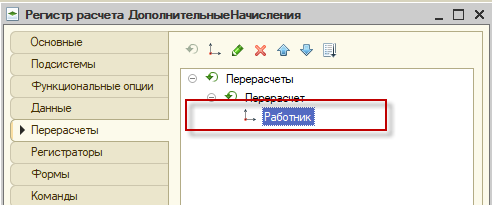 Регистр расчета ДополнительныеНачисления
Основные
Подсистемы
Функциональные опции
Данные
Перерасчеты
Регистраторы
Формы
Команды
Перерасчеты
Перерасчет
Работник